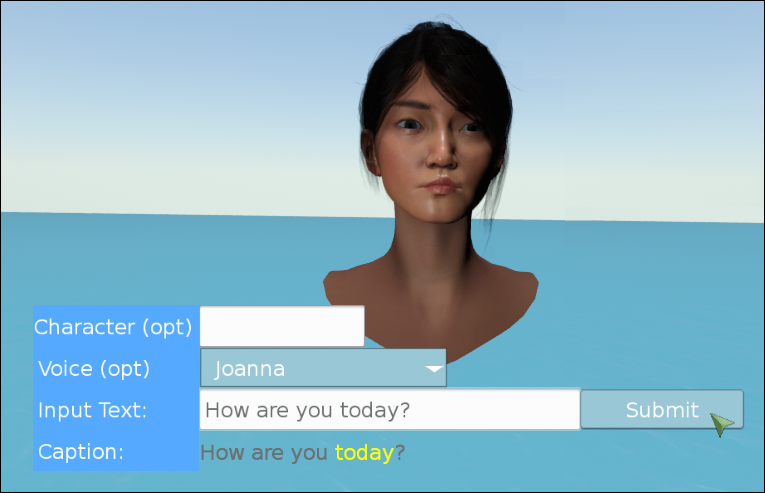 Character (opt)
Voice (opt) Joanna
Input Text: How are you today? Submit
Caption: How are you today?